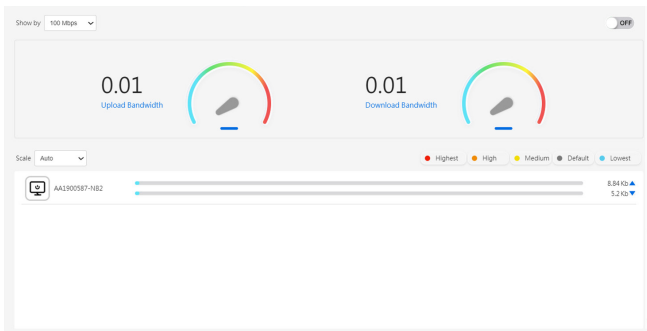 Show by 100 Mbps OFF
0.01 0.01
Upload Bandwidth Download Bandwidth
Scale Auto Highest High Medium Default Lowest
AA1900587-NB2 8.84 Kb
5.2 Kb